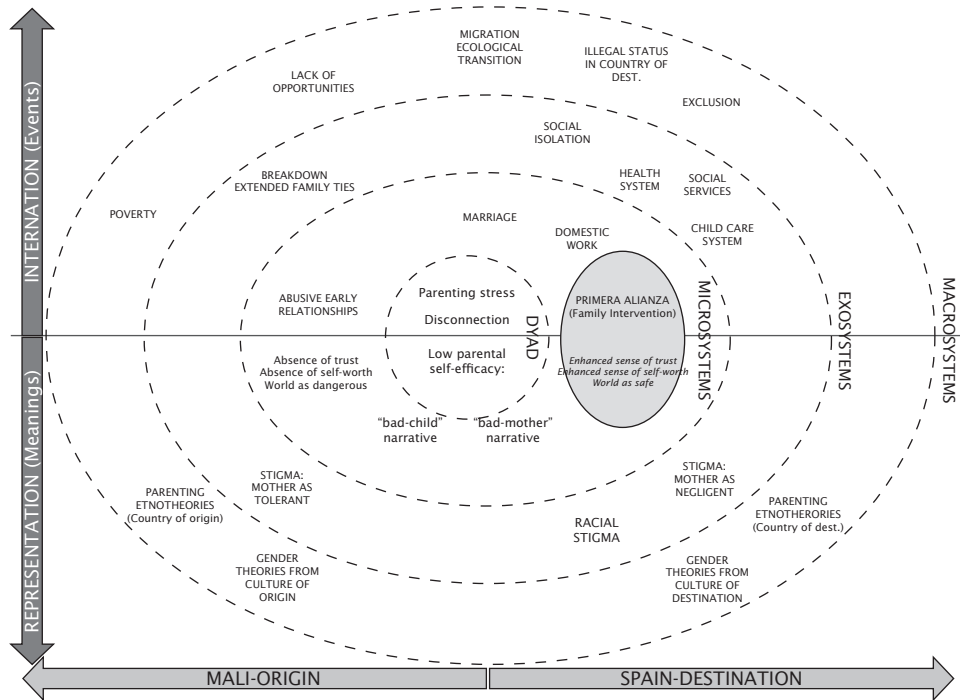 INTERNATION (Events)
REPRESENTATION (Meanings)
MIGRATION
ECOLOGICAL
TRANSITION
ILLEGAL STATUS
IN COUNTRY OF
DEST.
LACK OF
OPPORTUNITIES
EXCLUSION
SOCIAL
ISOLATION
BREAKDOWN
EXTENDED FAMILY TIES
HEALTH
SYSTEM
SOCIAL
SERVICES
POVERTY
MARRIAGE
DOMESTIC
WORK
CHILD CARE
SYSTEM
ABUSIVE EARLY
RELATIONSHIPS
Parenting stress
Disconnection
DYAD
PRIMERA ALIANZA
(Family Intervention)
MICROSYSTEMS
EXOSYSTEMS
MACROSYSTEMS
Absence of trust
Absence of self-worth
World as dangerous
Low parental
self-efficacy:
Enhanced sense of trust
Enhanced sense of self-worth
World as safe
"bad-child"
narrative
"bad-mother"
narrative
STIGMA:
MOTHER AS
TOLERANT
STIGMA:
MOTHER AS
NEGLIGENT
PARENTING
ETNOTHEORIES
(Country of origin)
PARENTING
ETNOTHERORIES
(Country of dest.)
RACIAL
STIGMA
GENDER
THEORIES FROM
CULTURE OF
ORIGIN
GENDER
THEORIES FROM
CULTURE OF
DESTINATION
MALI-ORIGIN
SPAIN-DESTINATION